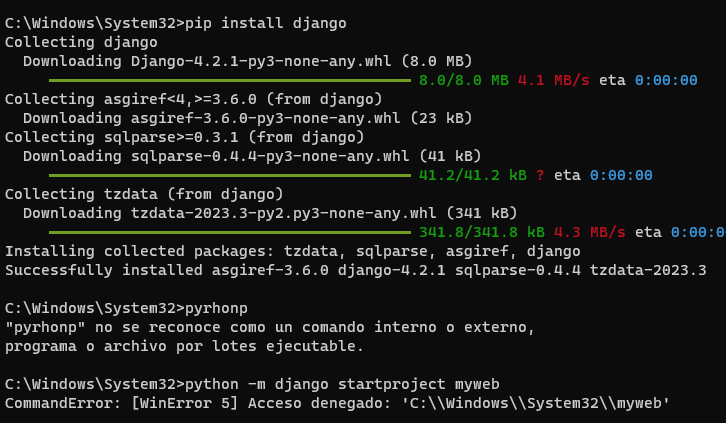 C:\Windows\System32>pip install django
Collecting django
Downloading Django-4.2.1-py3-none-any.whl (8.0 MB)
8.0/8.0 MB 4.1 MB/s eta 0:00:00
Collecting asgiref<4,>=3.6.0 (from django)
Downloading asgiref-3.6.0-py3-none-any.whl (23 kB)
Collecting sqlparse>=0.3.1 (from django)
Downloading sqlparse-0.4.4-py3-none-any.whl (41 kB)
41.2/41.2 kB ? eta 0:00:00
Collecting tzdata (from django)
Downloading tzdata-2023.3-py2.py3-none-any.whl (341 kB)
341.8/341.8 kB 4.3 MB/s eta 0:00:0
Installing collected packages: tzdata, sqlparse, asgiref, django
Successfully installed asgiref-3.6.0 django-4.2.1 sqlparse-0.4.4 tzdata-2023.3
C:\Windows\System32>pyrhonp
"pyrhonp" no se reconoce como un comando interno o externo,
programa o archivo por lotes ejecutable.
C:\Windows\System32>python -m django startproject myweb
CommandError: [WinError 5] Acceso denegado: 'C:\\Windows\\System32\\myweb'